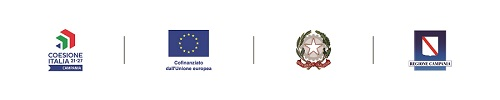 COESIONE
ITALIA 21-27
CAMPANIA
Cofinanziato
dall'Unione europea
REGIONE CAMPANIA